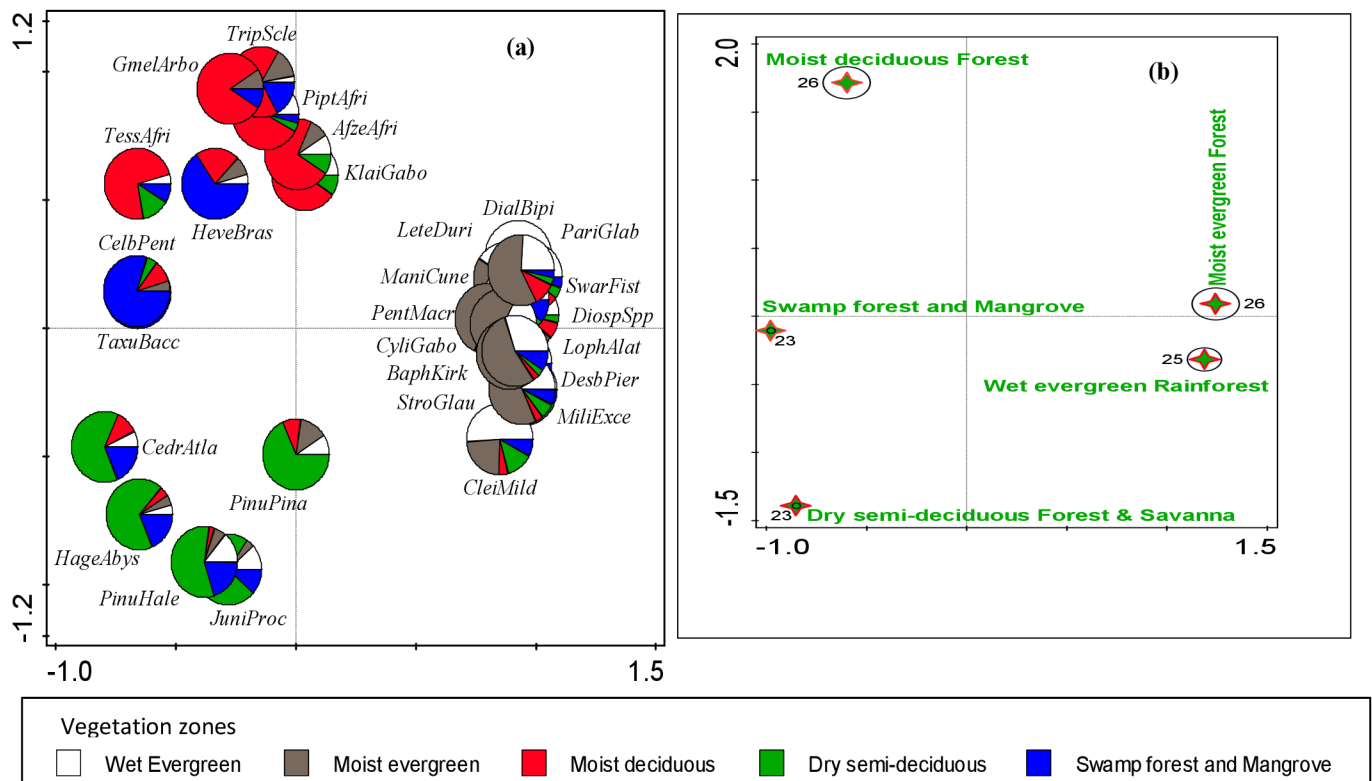 1.2
-1.2
-1.0
1.5
(a)
TripScle
GmelArbo
PiptAfri
AfzeAfri
TessAfri
KlaiGabo
HeveBras
CelbPent
TaxuBacc
DialBipi
LeteDuri
PariGlab
ManiCune
SwarFist
PentMacr
DiospSpp
CyliGabo
LophAlat
BaphKirk
DesbPier
StroGlau
MiliExce
CleiMild
CedrAtla
PinuPina
HageAbys
PinuHale
JuniProc
2.0
-1.5
-1.0
1.5
(b)
Moist deciduous Forest
26
Moist evergreen Forest
26
Swamp forest and Mangrove
23
25
Wet evergreen Rainforest
23
Dry semi-deciduous Forest & Savanna
Vegetation zones
Wet Evergreen
Moist evergreen
Moist deciduous
Dry semi-deciduous
Swamp forest and Mangrove